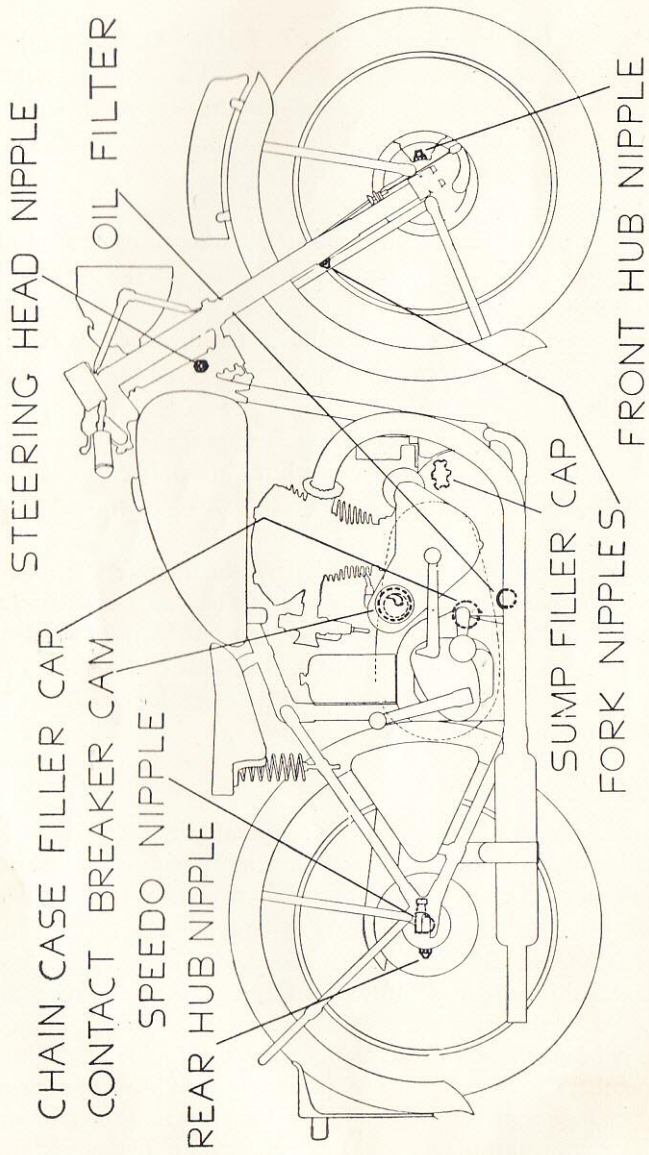 STEERING HEAD NIPPLE
OIL FILTER
CHAIN CASE FILLER CAP
CONTACT BREAKER CAM
SPEEDO NIPPLE
REAR HUB NIPPLE
SUMP FILLER CAP
FORK NIPPLES
FRONT HUB NIPPLE